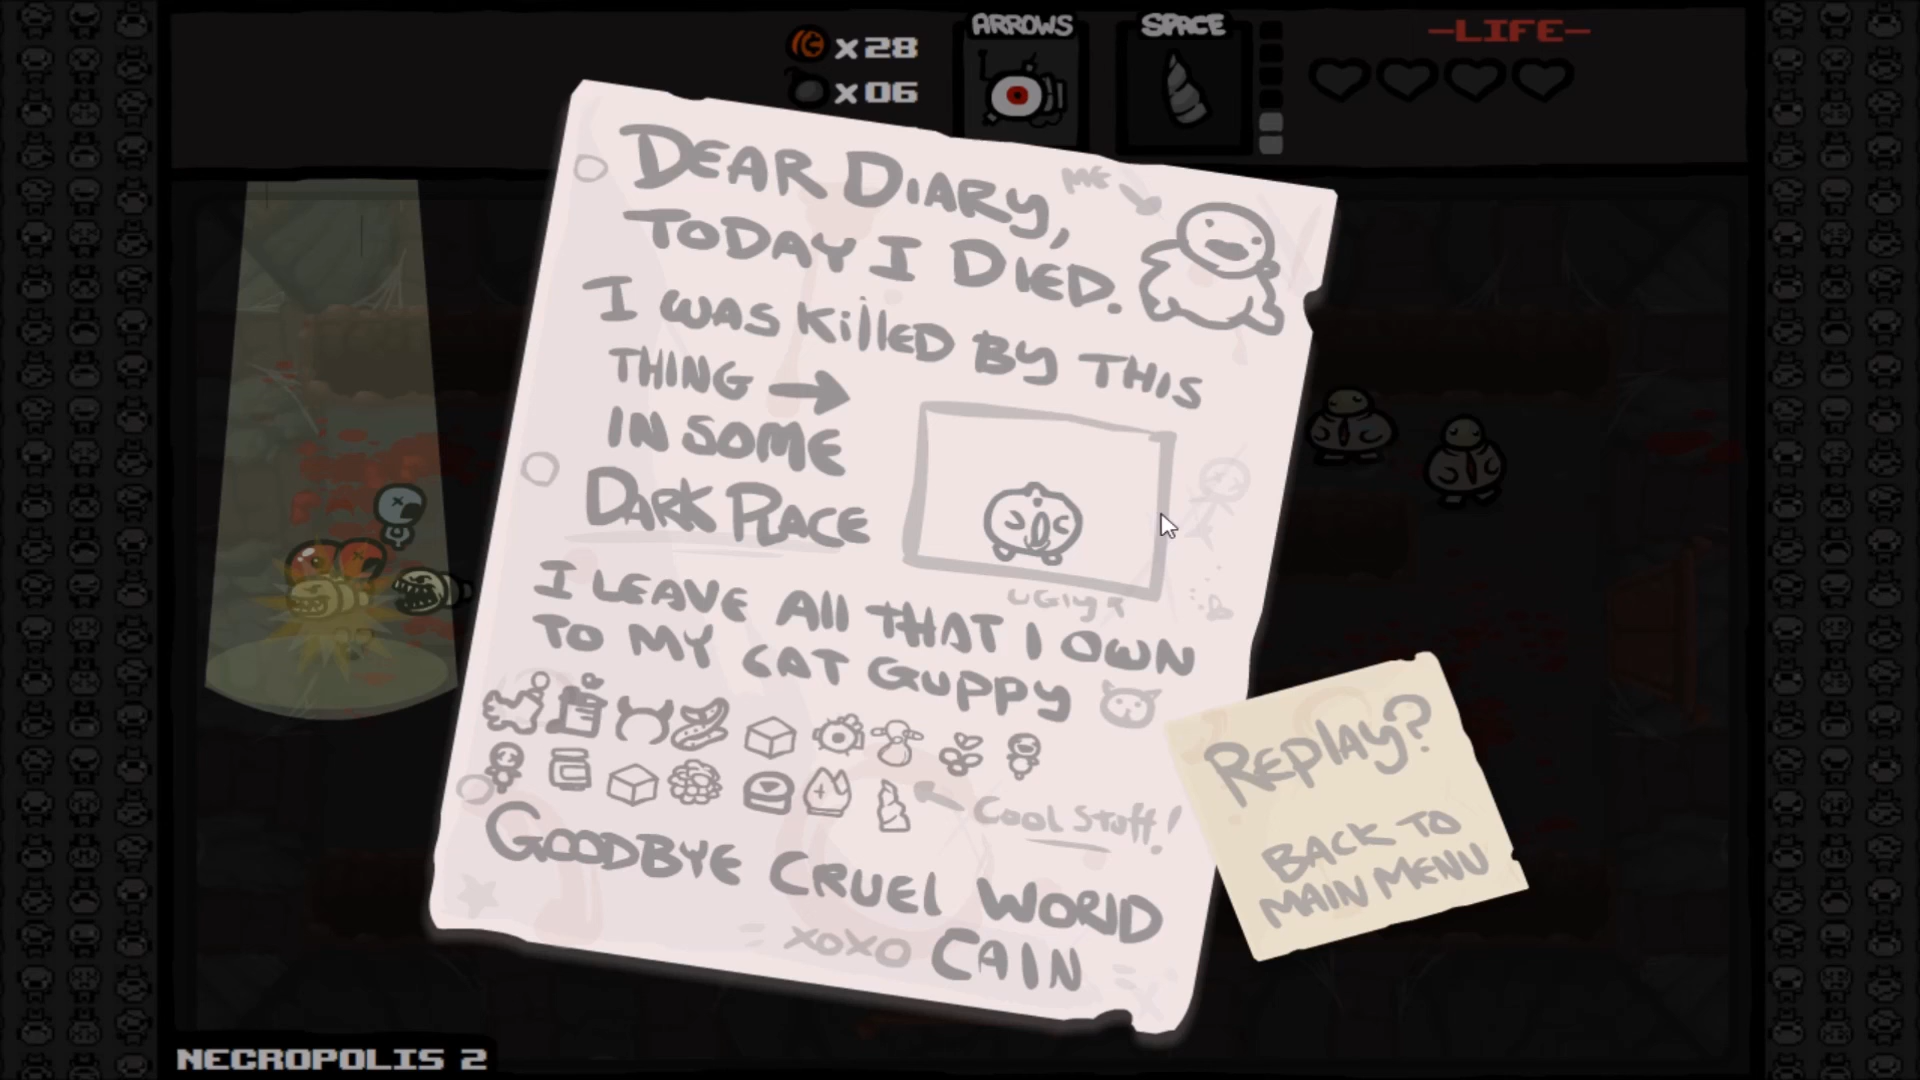 ARROWS
SPACE
-LIFE-
x28
x06
DEAR DIARY,
ME
TODAY I DIED.
I WAS KillED BY THIS
THING
IN SOME
DARK PLACE
UGlY
I LEAVE All THAT I OWN
TO MY CAT GUPPY
COOL STUFF!
GOODBYE CRUEl WORlD
XOXO CAIN
REPlAY?
BACK TO
MAIN MENU
NECROPOLIS 2